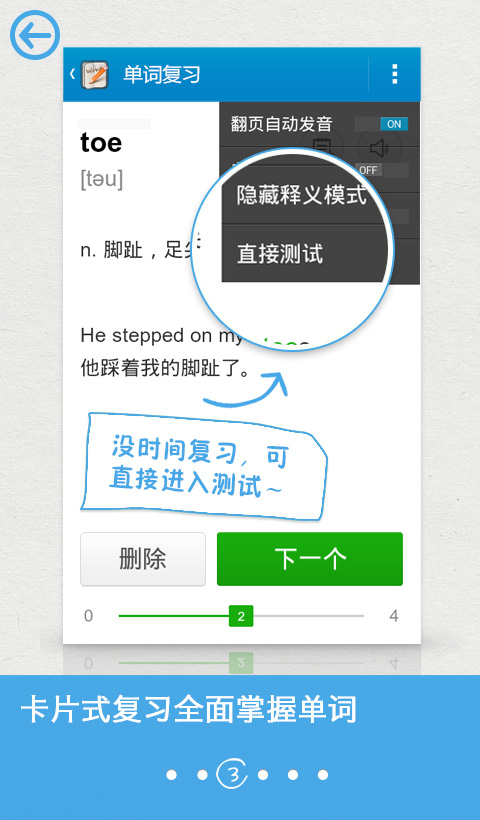 单词复习
翻页自动发音
ON
OFF
隐藏释义模式
直接测试
toe
[təu]
n. 脚趾，足尖
He stepped on my toes
他踩着我的脚趾了。
没时间复习，可
直接进入测试～
删除
下一个
0
2
4
卡片式复习全面掌握单词
3